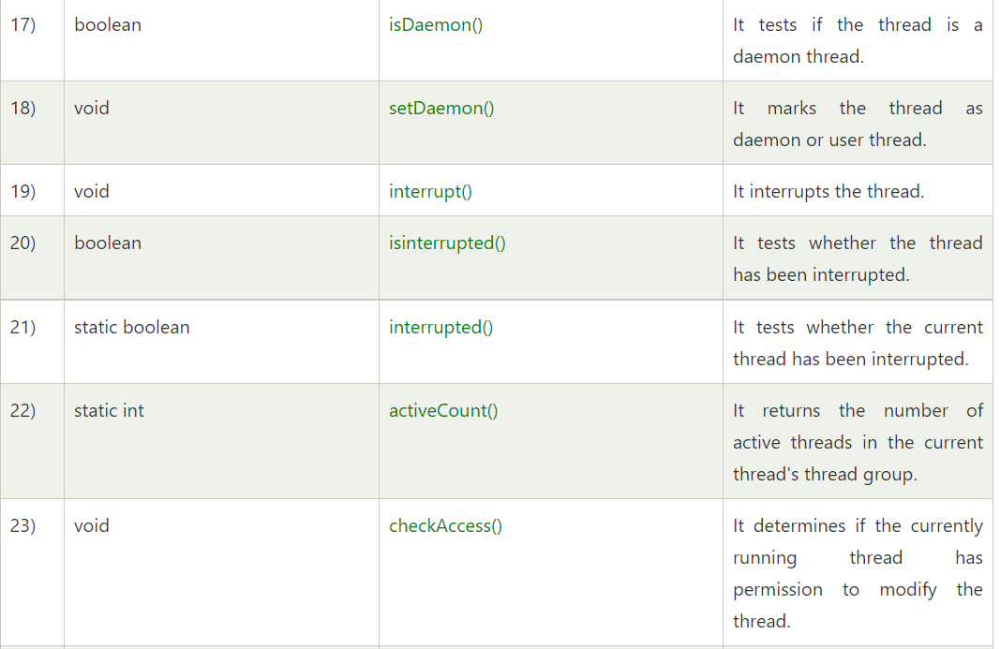 17) boolean isDaemon() It tests if the thread is a
daemon thread.
18) void setDaemon() It marks the thread as
daemon or user thread.
19) void interrupt() It interrupts the thread.
20) boolean isinterrupted() It tests whether the thread
has been interrupted.
21) static boolean interrupted() It tests whether the current
thread has been interrupted.
22) static int activeCount() It returns the number of
active threads in the current
thread's thread group.
23) void checkAccess() It determines if the currently
running thread has
permission to modify the
thread.